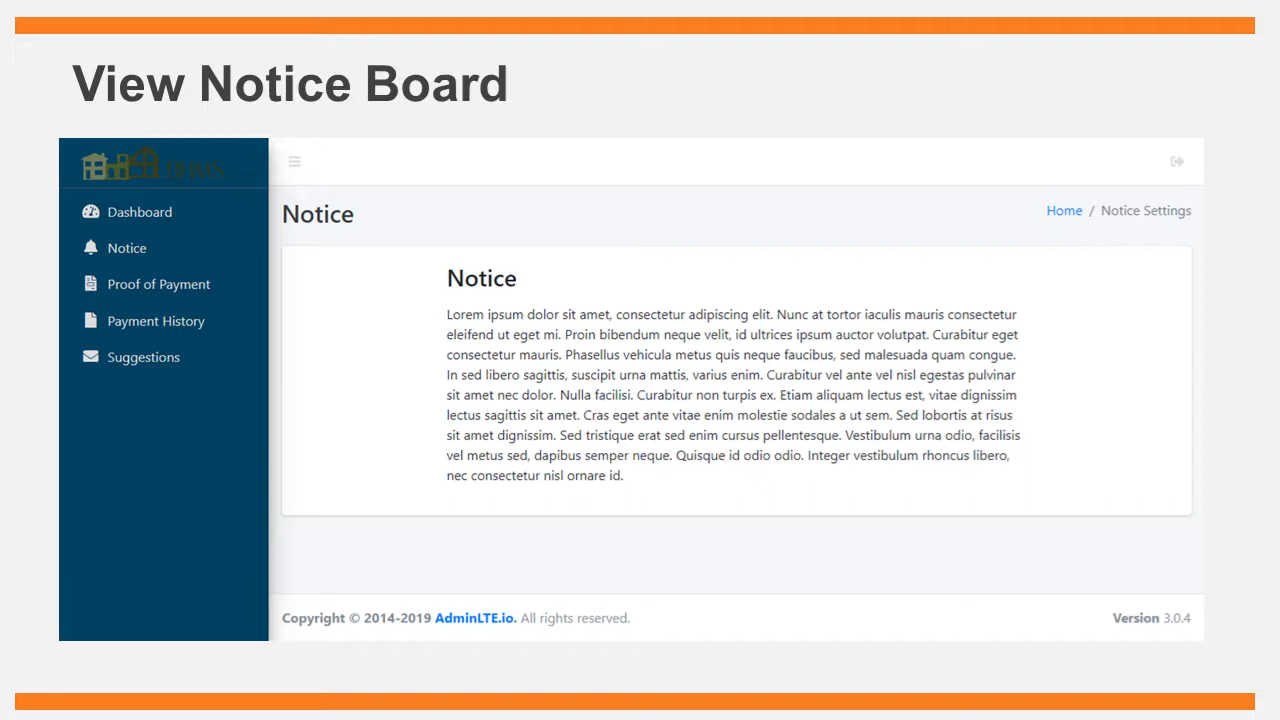 View Notice Board
Dashboard
Notice
Proof of Payment
Payment History
Suggestions
Notice
Home / Notice Settings
Notice
Lorem ipsum dolor sit amet, consectetur adipiscing elit. Nunc at tortor iaculis mauris consectetur
eleifend ut eget mi. Proin bibendum neque velit, id ultrices ipsum auctor volutpat. Curabitur eget
consectetur mauris. Phasellus vehicula metus quis neque faucibus, sed malesuada quam congue.
In sed libero sagittis, suscipit urna mattis, varius enim. Curabitur vel ante vel nisl egestas pulvinar
sit amet nec dolor. Nulla facilisi. Curabitur non turpis ex. Etiam aliquam lectus est, vitae dignissim
lectus sagittis sit amet. Cras eget ante vitae enim molestie sodales a ut sem. Sed lobortis at risus
sit amet dignissim. Sed tristique erat sed enim cursus pellentesque. Vestibulum urna odio, facilisis
vel metus sed, dapibus semper neque. Quisque id odio odio. Integer vestibulum rhoncus libero,
nec consectetur nisl ornare id.
Copyright © 2014-2019 AdminLTE.io. All rights reserved.
Version 3.0.4